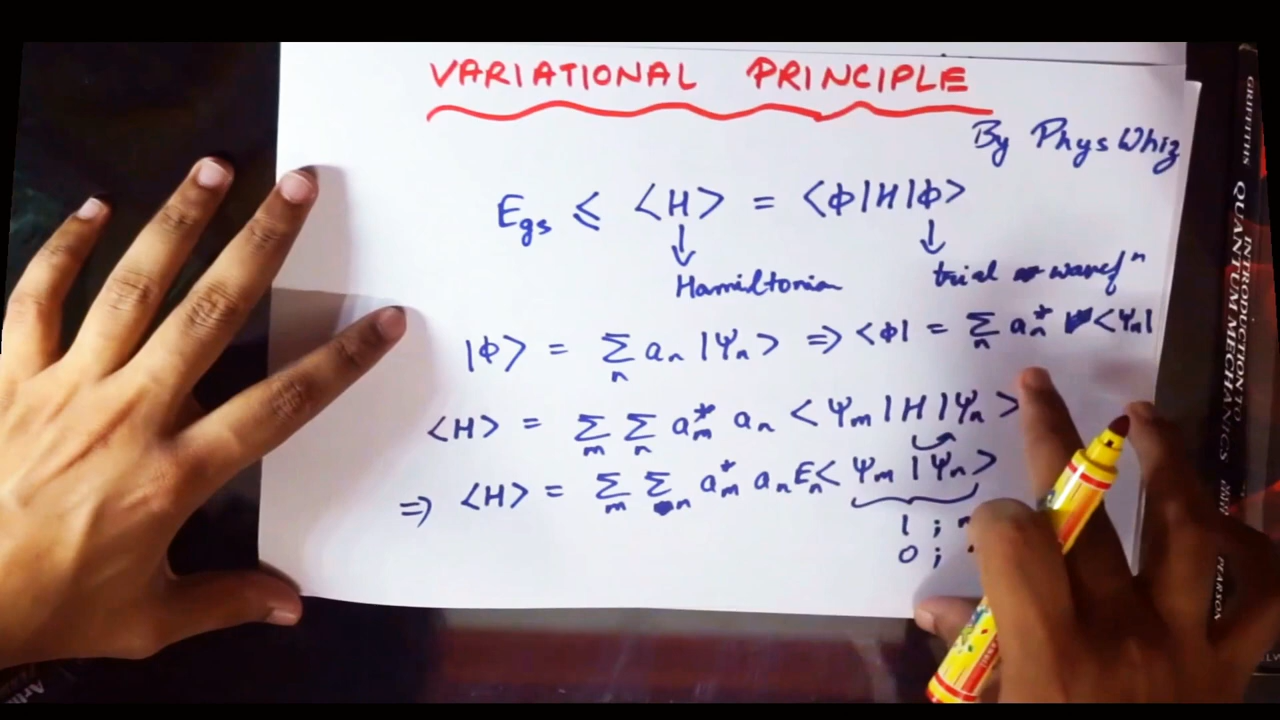 VARIATIONAL PRINCIPLE
By PhysWhiz
E_gs ≤ <H> = <Φ|H|Φ>
↓ ↓
Hamiltonian trial wavefⁿ
|Φ> = Σ_n a_n |Ψ_n> ⇒ <Φ| = Σ_n a_n* <Ψ_n|
<H> = Σ_m Σ_n a_m* a_n <Ψ_m|H|Ψ_n>
⇒ <H> = Σ_m Σ_n a_m* a_n E_n <Ψ_m|Ψ_n>
1 ;
0 ;
GRIFFITHS
INTRODUCTION TO
QUANTUM MECHANICS
PEARSON